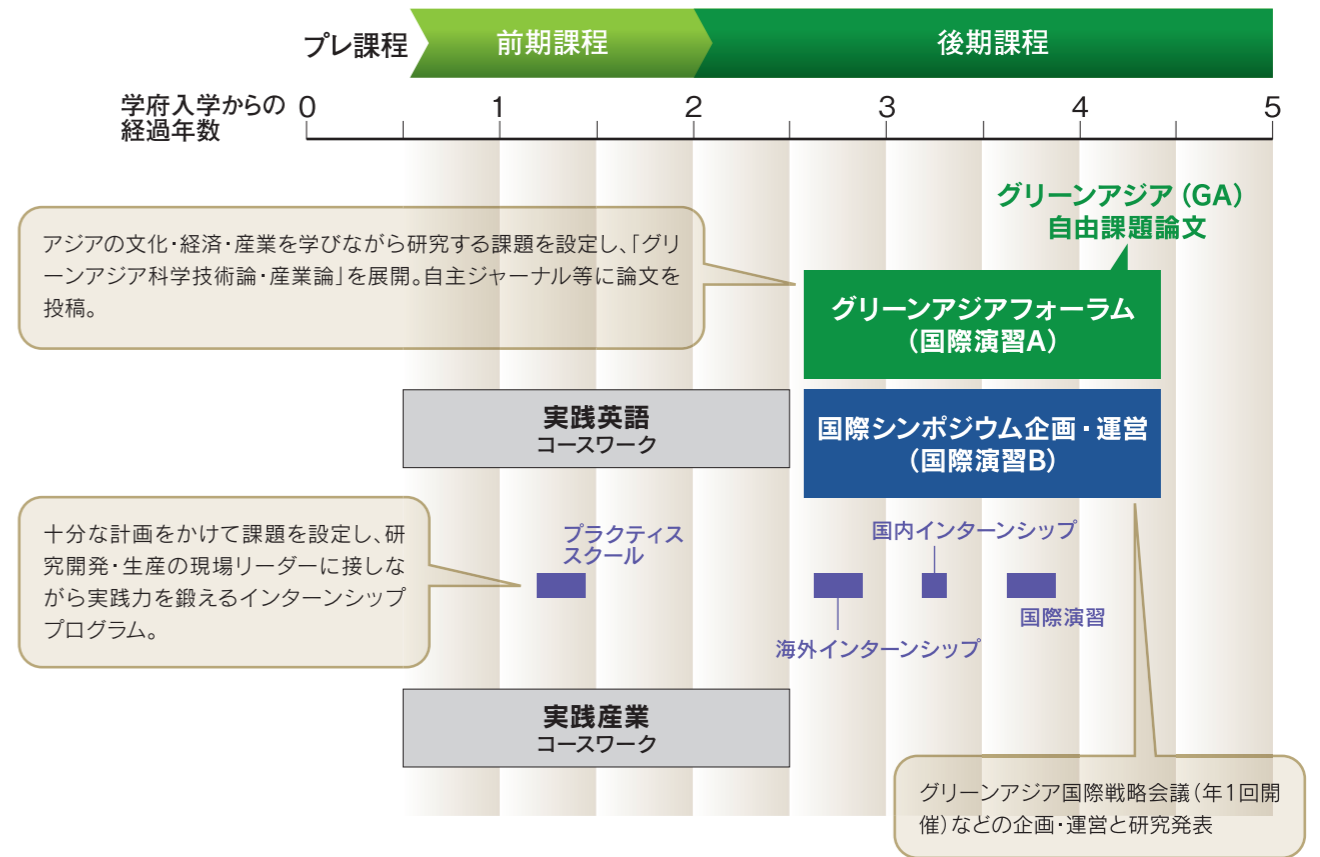 プレ課程
前期課程
後期課程
学府入学からの
経過年数
0 1 2 3 4 5
グリーンアジア（GA）
自由課題論文
アジアの文化・経済・産業を学びながら研究する課題を設定し、「グリ
ーンアジア科学技術論・産業論」を展開。自主ジャーナル等に論文を
投稿。
グリーンアジアフォーラム
（国際演習A）
実践英語
コースワーク
国際シンポジウム企画・運営
（国際演習B）
十分な計画をかけて課題を設定し、研
究開発・生産の現場リーダーに接しな
がら実践力を鍛えるインターンシップ
プログラム。
プラクティス
スクール
国内インターンシップ
海外インターンシップ
国際演習
実践産業
コースワーク
グリーンアジア国際戦略会議（年1回開
催）などの企画・運営と研究発表